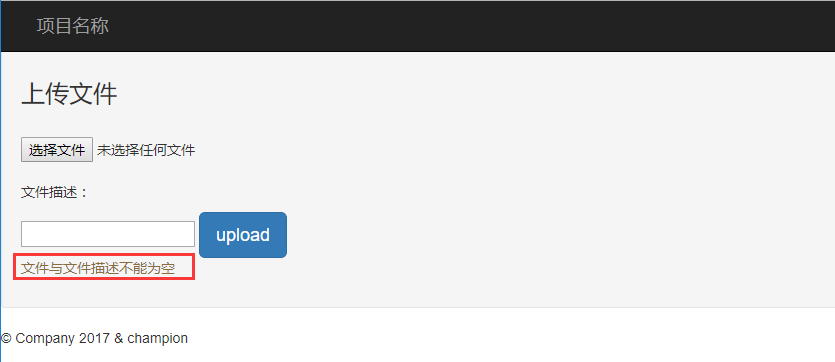 项目名称
上传文件
选择文件 未选择任何文件
文件描述：
upload
文件与文件描述不能为空
© Company 2017 & champion